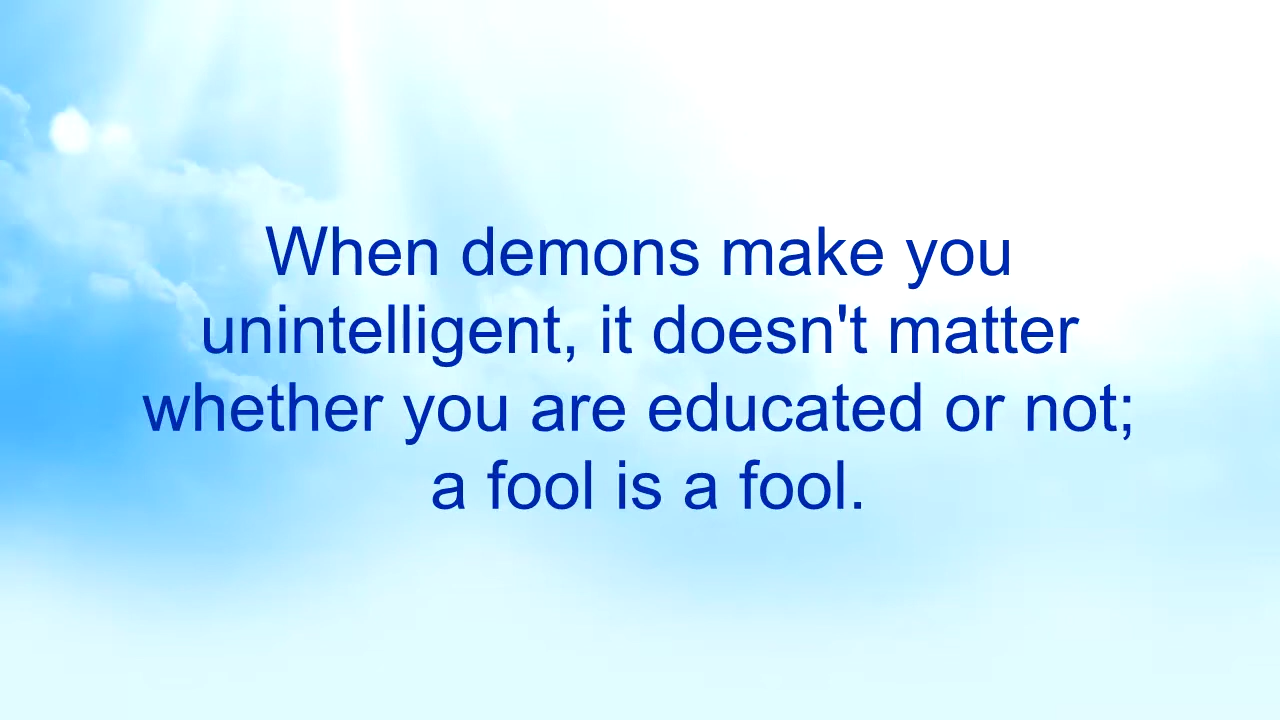 When demons make you
unintelligent, it doesn't matter
whether you are educated or not;
a fool is a fool.